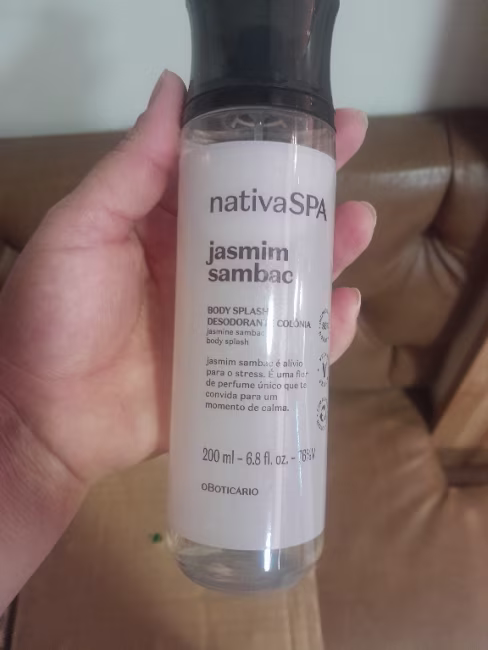 nativaSPA
jasmim
sambac
BODY SPLASH
DESODORANTE COLÔNIA
jasmine sambac
body splash
jasmim sambac é alívio
para o stress. É uma flor
de perfume único que te
convida para um
momento de calma.
200 ml - 6.8 fl. oz. -
oBOTICÁRIO